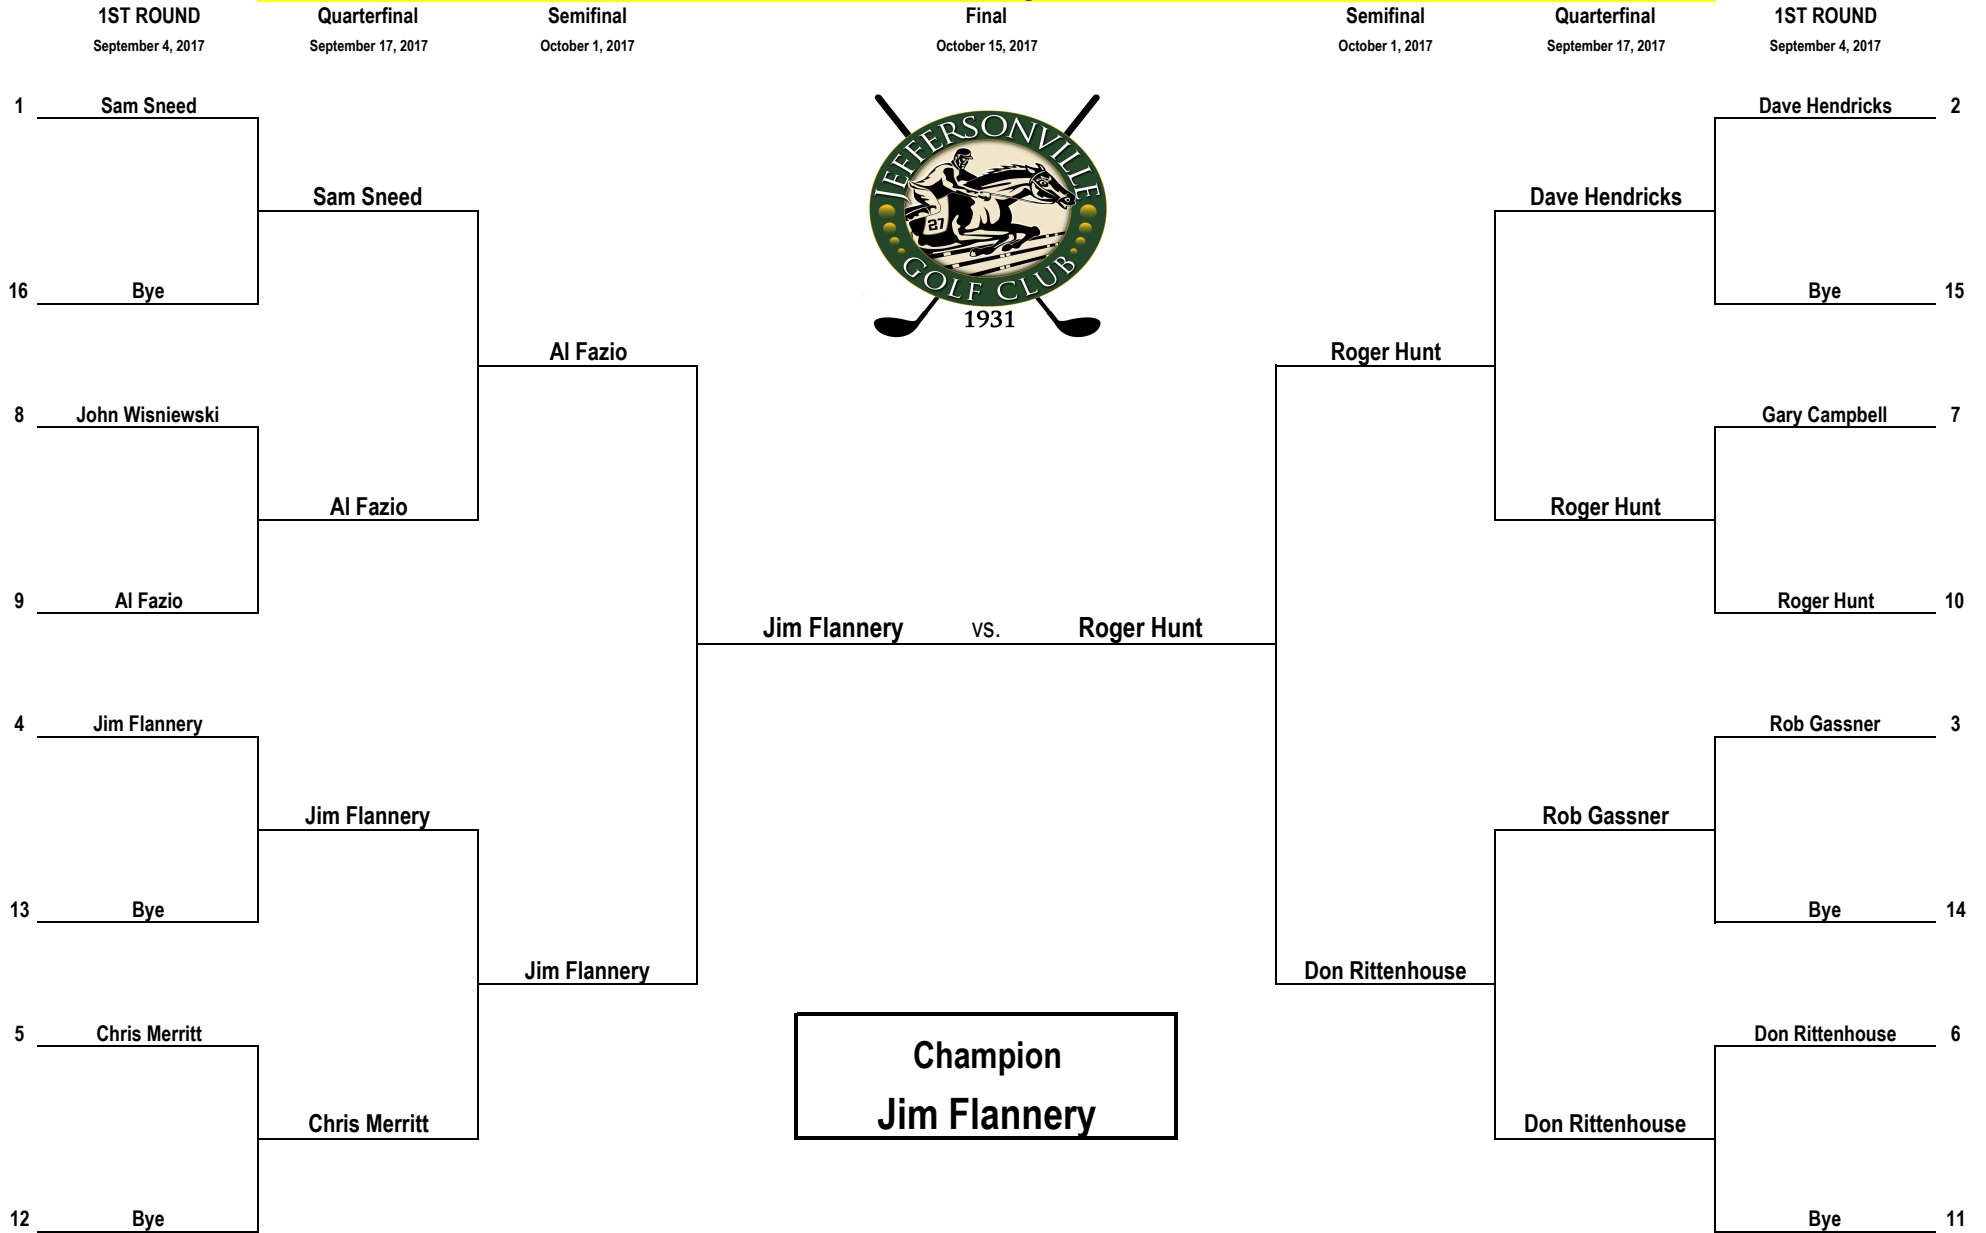 1ST ROUND Quarterfinal Semifinal Final Semifinal Quarterfinal 1ST ROUND
September 4, 2017 September 17, 2017 October 1, 2017 October 15, 2017 October 1, 2017 September 17, 2017 September 4, 2017
1 Sam Sneed Dave Hendricks 2
JEFFERSONVILLE
27
GOLF CLUB
1931
Sam Sneed Dave Hendricks
16 Bye Bye 15
Al Fazio Roger Hunt
8 John Wisniewski Gary Campbell 7
Al Fazio Roger Hunt
9 Al Fazio Roger Hunt 10
Jim Flannery vs. Roger Hunt
4 Jim Flannery Rob Gassner 3
Jim Flannery Rob Gassner
13 Bye Bye 14
Jim Flannery Don Rittenhouse
5 Chris Merritt Don Rittenhouse 6
Champion
Jim Flannery
Chris Merritt Don Rittenhouse
12 Bye Bye 11